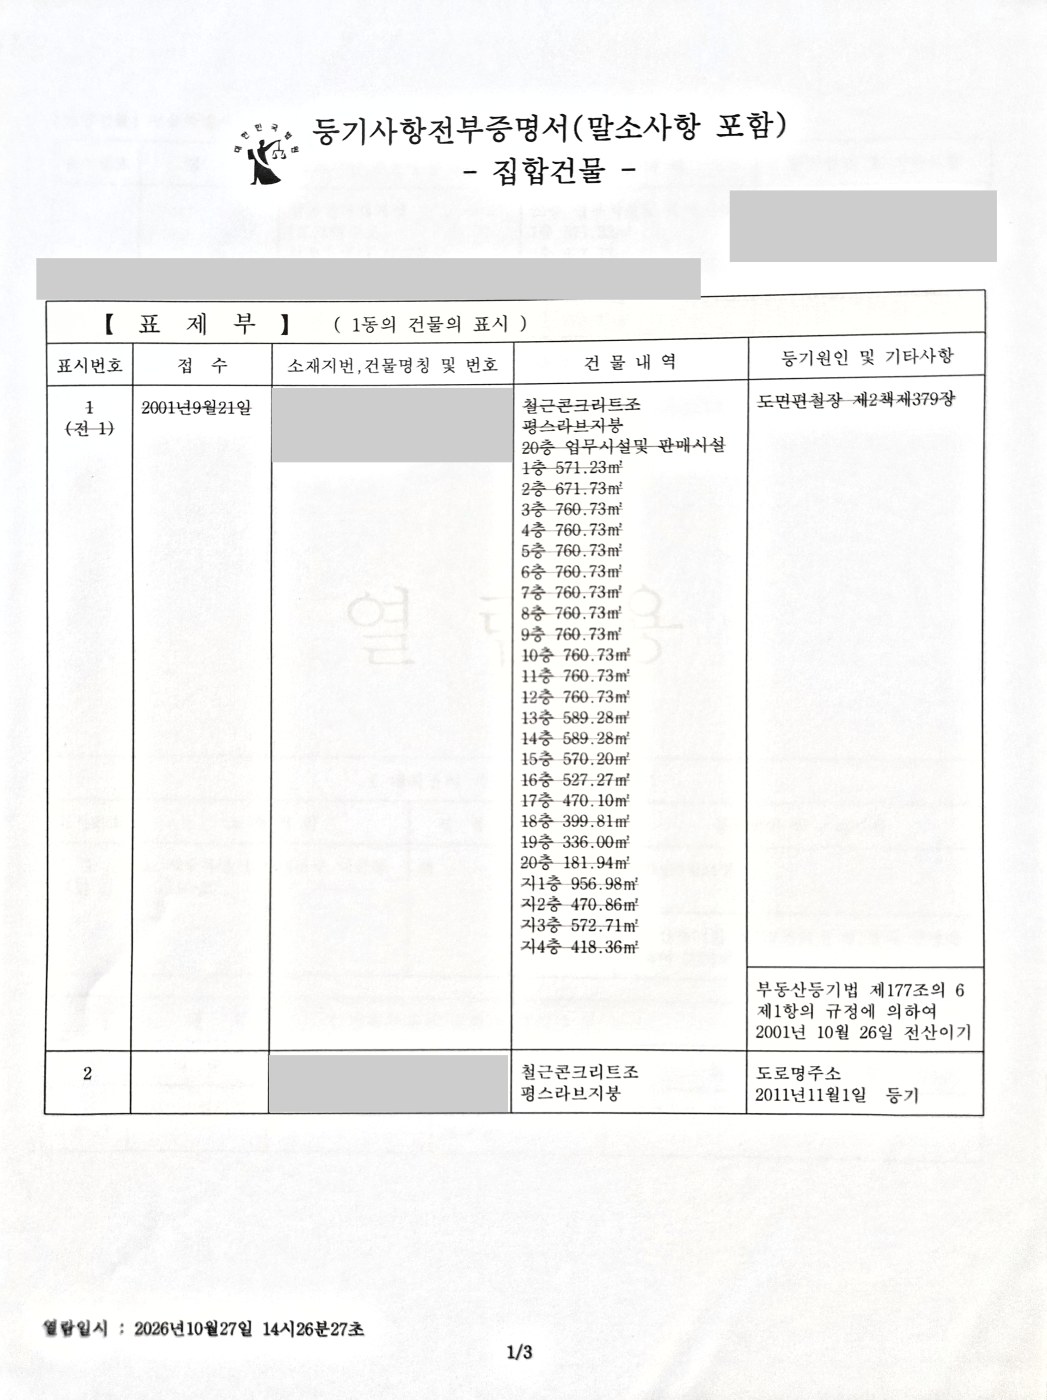 대한민국법원
등기사항전부증명서(말소사항 포함)
- 집합건물 -
【 표 제 부 】 ( 1동의 건물의 표시 )
표시번호 접 수 소재지번,건물명칭 및 번호 건 물 내 역 등기원인 및 기타사항
1 2001년9월21일 철근콘크리트조 도면편철장 제2책제379장
(전 1) 평스라브지붕
20층 업무시설및 판매시설
1층 571.23㎡
2층 671.73㎡
3층 760.73㎡
4층 760.73㎡
5층 760.73㎡
6층 760.73㎡
7층 760.73㎡
8층 760.73㎡
9층 760.73㎡
10층 760.73㎡
11층 760.73㎡
12층 760.73㎡
13층 589.28㎡
14층 589.28㎡
15층 570.20㎡
16층 527.27㎡
17층 470.10㎡
18층 399.81㎡
19층 336.00㎡
20층 181.94㎡
지1층 956.98㎡
지2층 470.86㎡
지3층 572.71㎡
지4층 418.36㎡
부동산등기법 제177조의 6
제1항의 규정에 의하여
2001년 10월 26일 전산이기
2 철근콘크리트조 도로명주소
평스라브지붕 2011년11월1일 등기
열람용
열람일시 : 2026년10월27일 14시26분27초
1/3